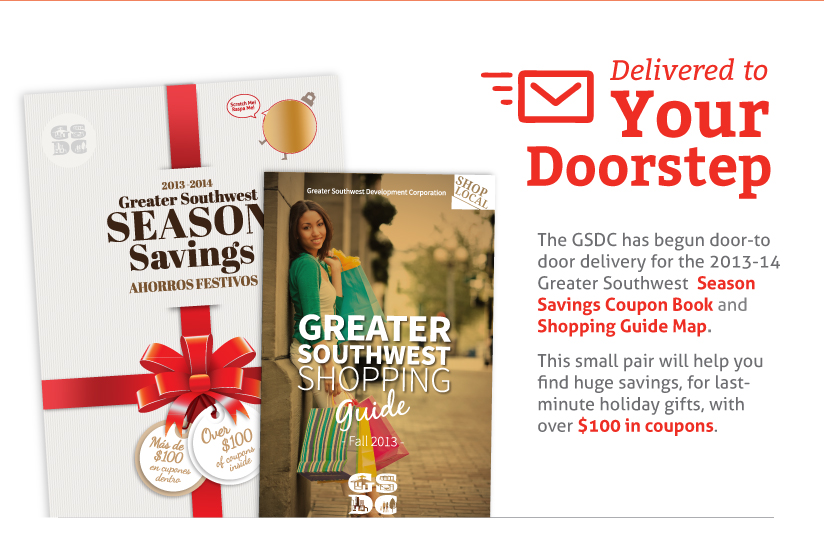 Delivered to
Your
Doorstep
The GSDC has begun door-to
door delivery for the 2013-14
Greater Southwest Season
Savings Coupon Book and
Shopping Guide Map.
This small pair will help you
find huge savings, for last-
minute holiday gifts, with
over $100 in coupons.
GS
DC
Scratch Me!
Raspa Me!
2013-2014
Greater Southwest
SEASON
Savings
AHORROS FESTIVOS
Más de
$100
en cupones
dentro
Over
$100
of coupons
inside
Greater Southwest Development Corporation
SHOP
LOCAL
GREATER
SOUTHWEST
SHOPPING
Guide
- Fall 2013 -
GS
DC